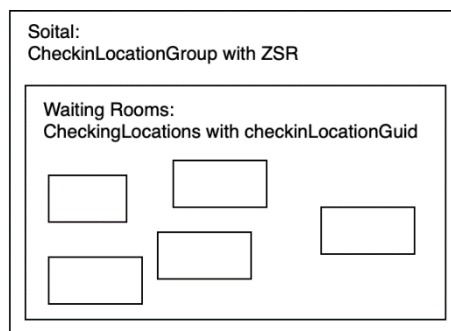 Soital:
CheckinLocationGroup with ZSR
Waiting Rooms:
CheckingLocations with checkinLocationGuid